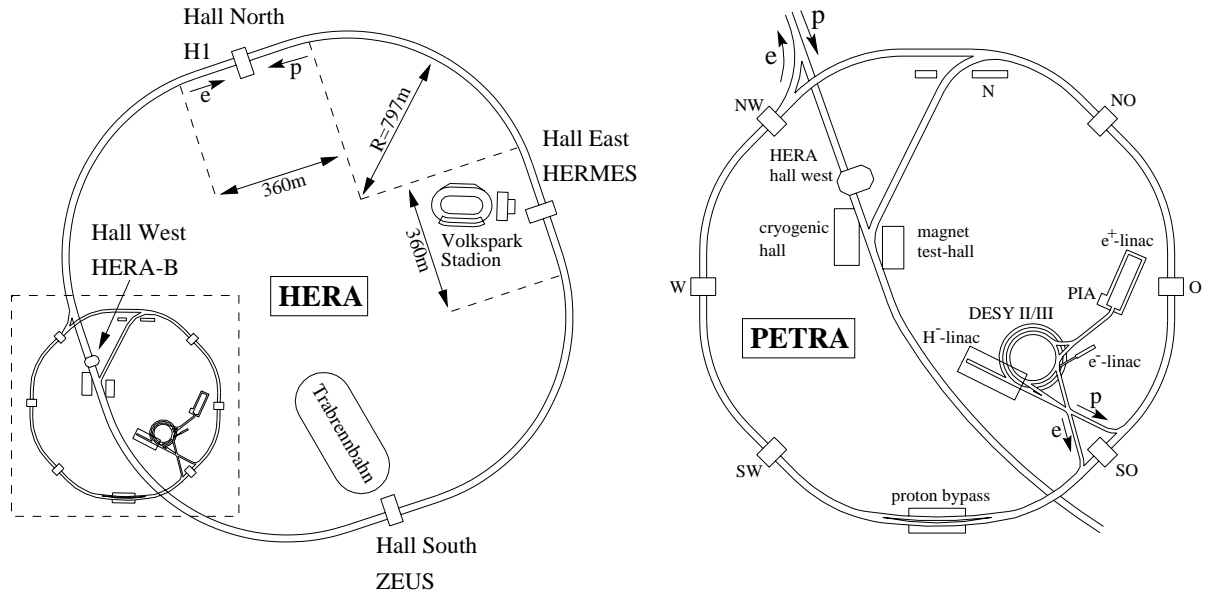 Hall North
H1
e
p
R=797m
360m
Hall East
HERMES
360m
Volkspark
Stadion
Hall West
HERA-B
HERA
Trabrennbahn
Hall South
ZEUS
p
e
N
NW
NO
HERA
hall west
cryogenic
hall
magnet
test-hall
e⁺-linac
PIA
W
O
DESY II/III
PETRA
H⁻-linac
e⁻-linac
p
e
SW
SO
proton bypass